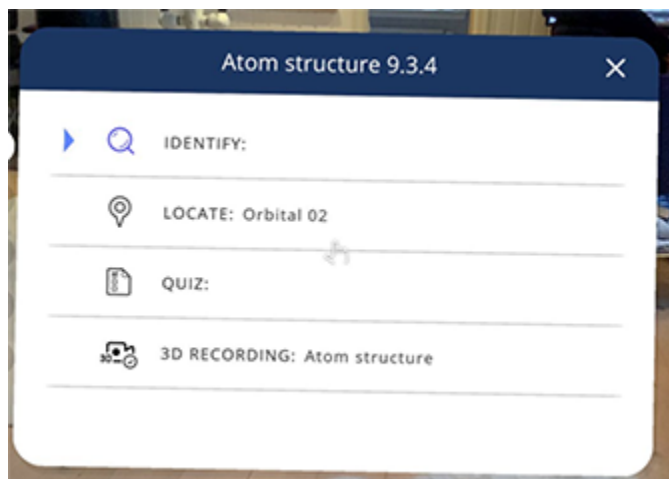 Atom structure 9.3.4
IDENTIFY:
LOCATE: Orbital 02
QUIZ:
3D RECORDING: Atom structure